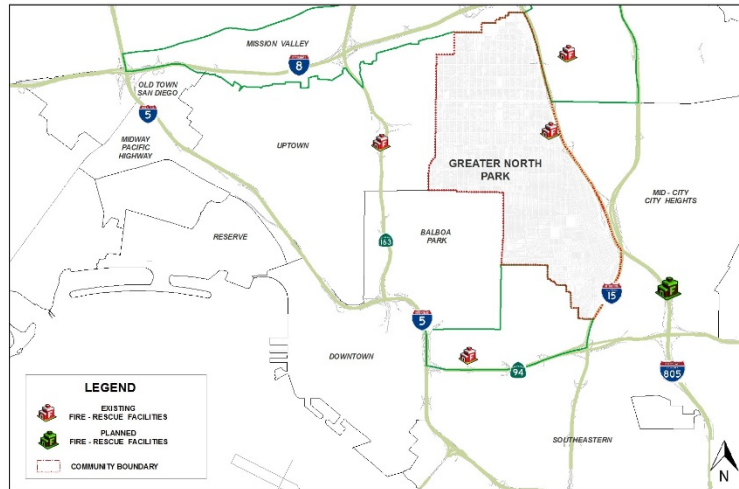 MISSION VALLEY
8
OLD TOWN
SAN DIEGO
5
MIDWAY
PACIFIC
HIGHWAY
UPTOWN
GREATER NORTH
PARK
MID - CITY
CITY HEIGHTS
RESERVE
163
BALBOA
PARK
15
5
DOWNTOWN
94
805
SOUTHEASTERN
LEGEND
EXISTING
FIRE - RESCUE FACILITIES
PLANNED
FIRE - RESCUE FACILITIES
COMMUNITY BOUNDARY
N